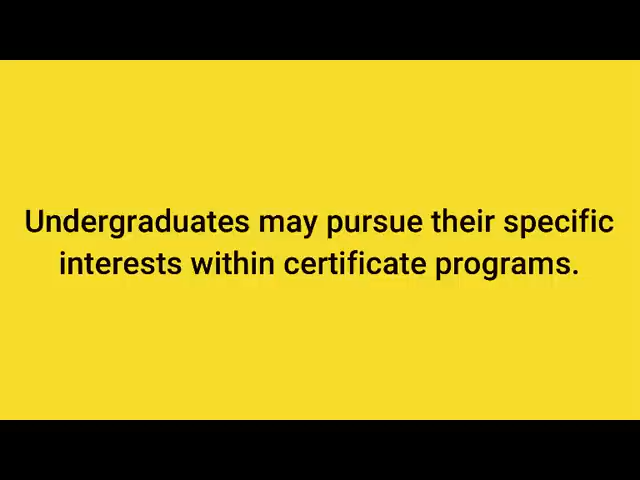 Undergraduates may pursue their specific
interests within certificate programs.